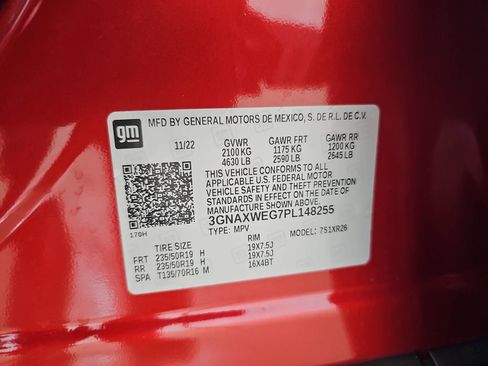 gm
MFD BY GENERAL MOTORS DE MEXICO, S. DE R.L. DE C.V.
11/22 GVWR GAWR FRT GAWR RR
2100 KG 1175 KG 1200 KG
4630 LB 2590 LB 2645 LB
THIS VEHICLE CONFORMS TO ALL
APPLICABLE U.S. FEDERAL MOTOR
VEHICLE SAFETY AND THEFT PREVENTION
STANDARDS IN EFFECT ON THE DATE OF
MANUFACTURE SHOWN ABOVE.
3GNAXWEG7PL148255
170H TYPE: MPV MODEL: 751XR26
TIRE SIZE RIM
FRT 235/50R19 H 19X7.5J
RR 235/50R19 H 19X7.5J
SPA T135/70R16 M 16X4BT